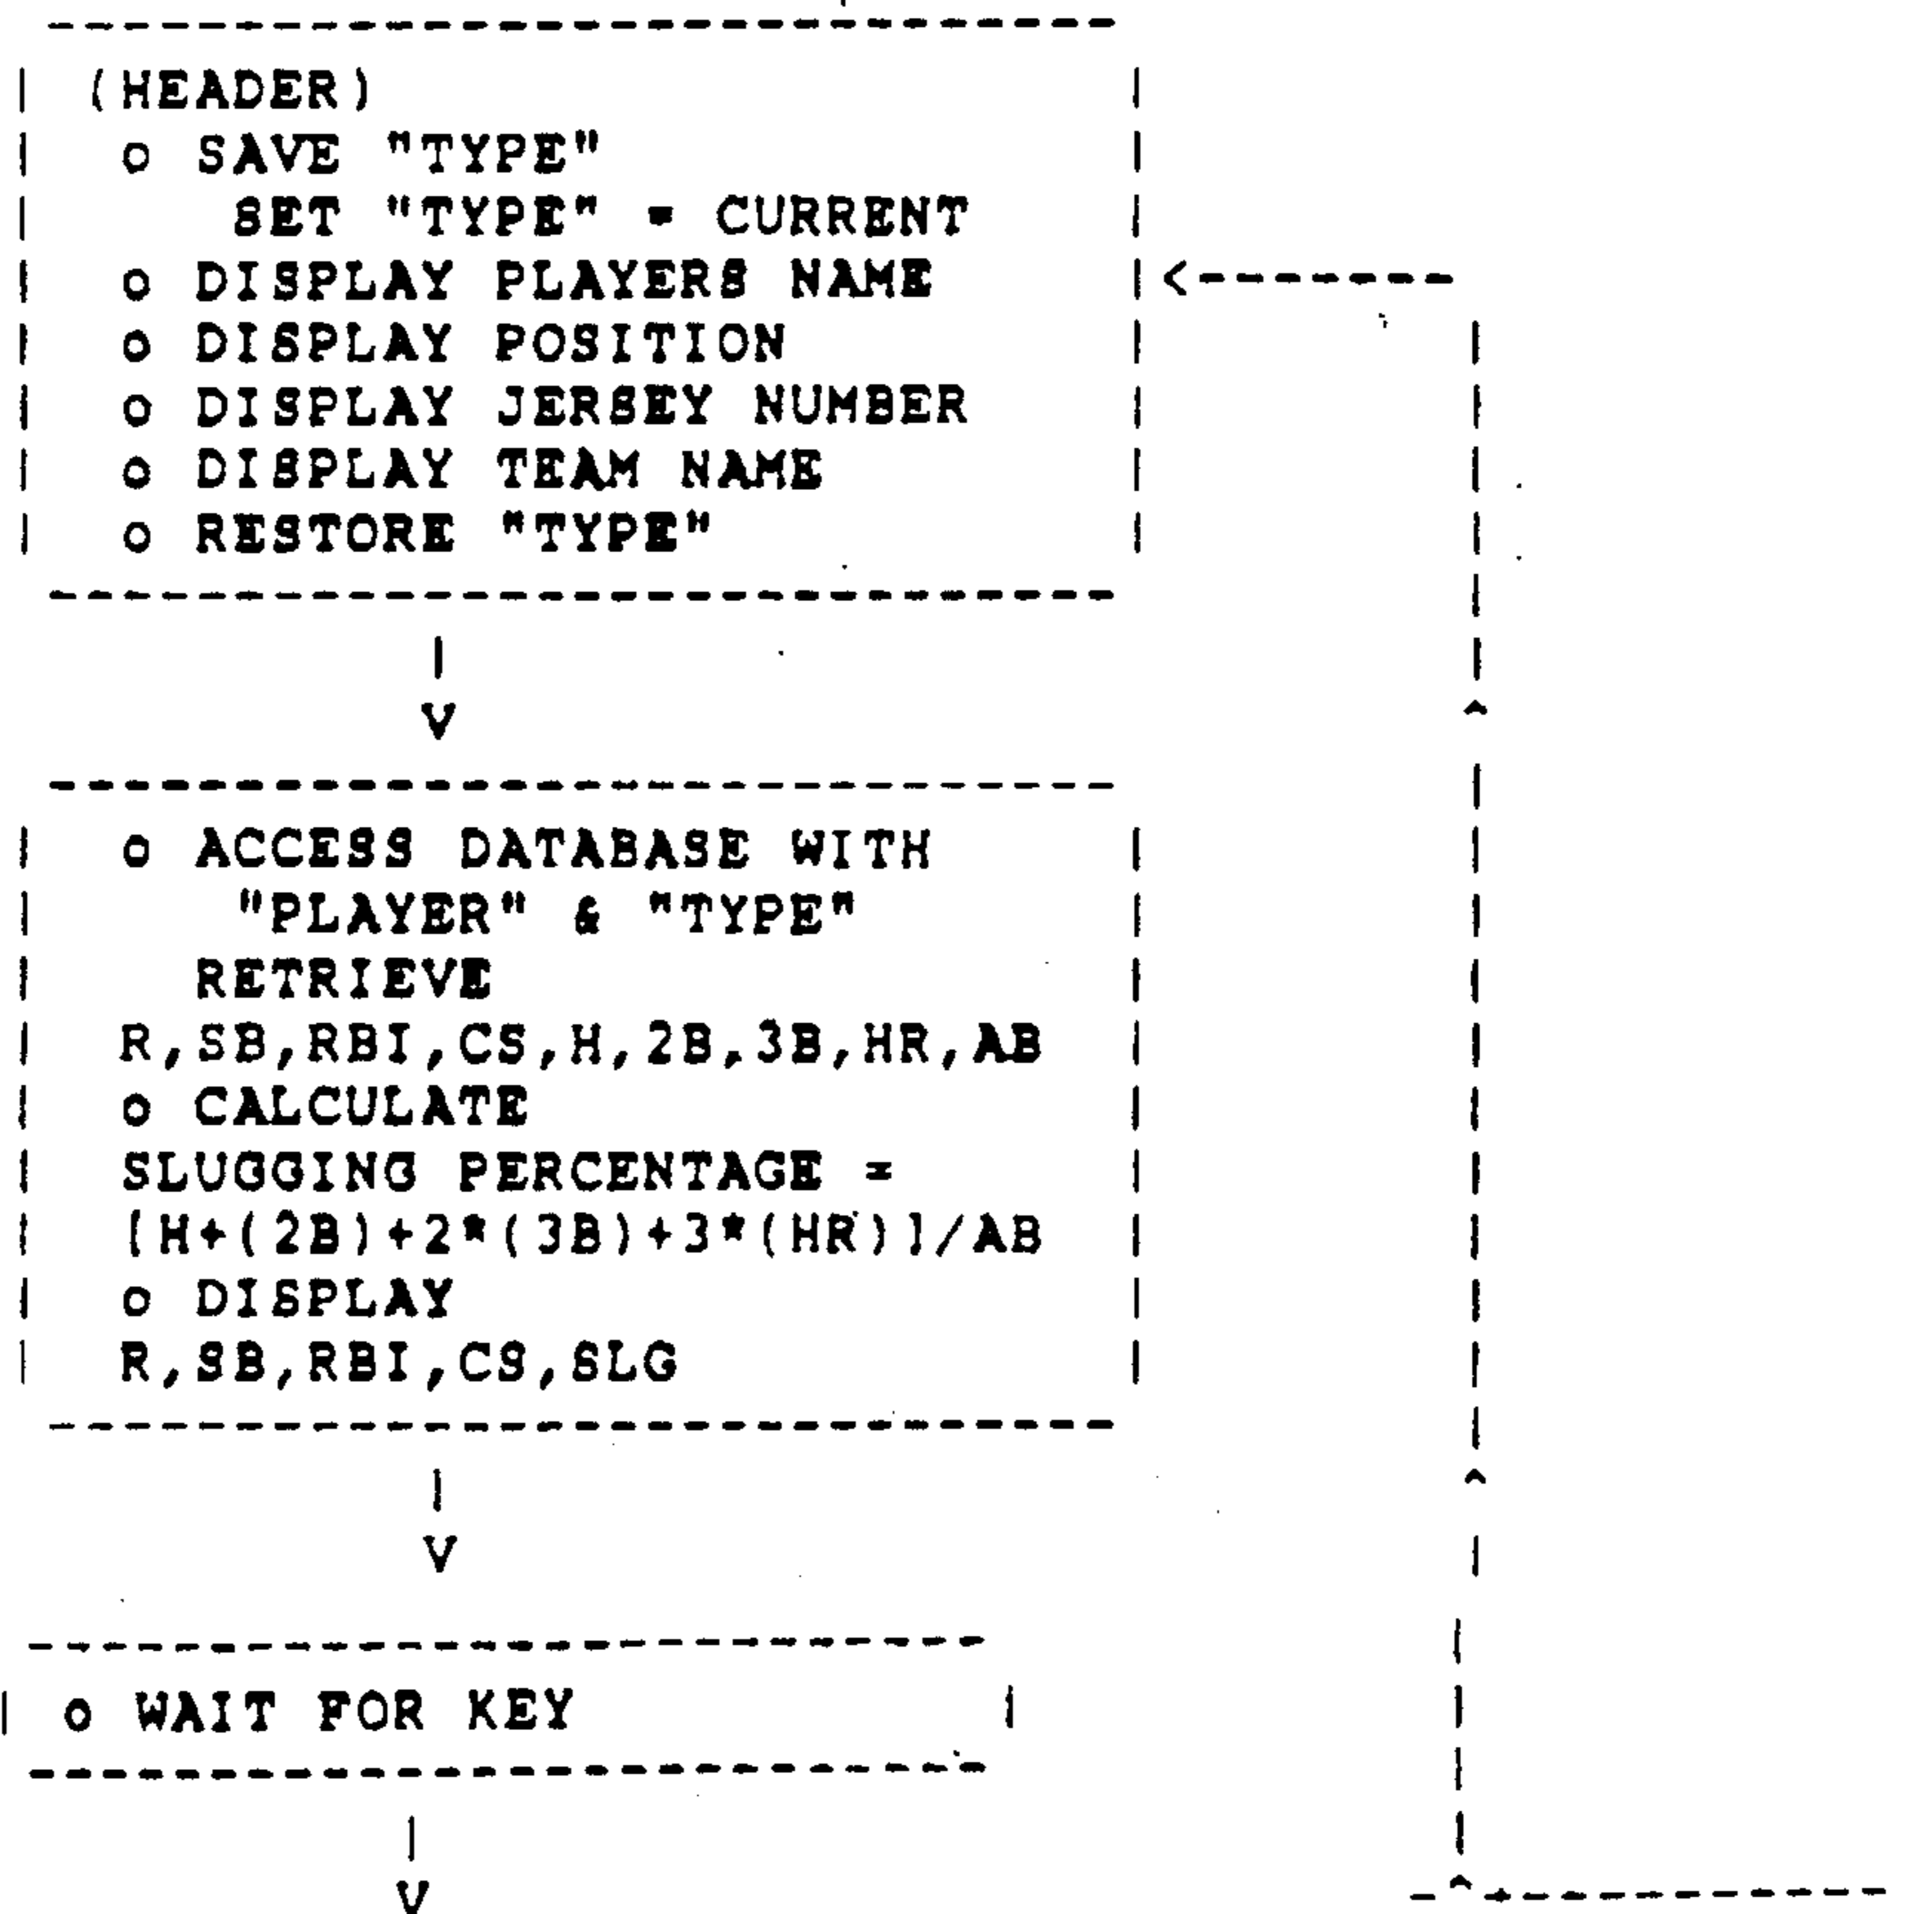 (HEADER)
o SAVE "TYPE"
SET "TYPE" = CURRENT
o DISPLAY PLAYERS NAME
o DISPLAY POSITION
o DISPLAY JERSEY NUMBER
o DISPLAY TEAM NAME
o RESTORE "TYPE"
o ACCESS DATABASE WITH
"PLAYER" & "TYPE"
RETRIEVE
R,SB,RBI,CS,H,2B,3B,HR,AB
o CALCULATE
SLUGGING PERCENTAGE =
[H+(2B)+2*(3B)+3*(HR)]/AB
o DISPLAY
R,SB,RBI,CS,SLG
o WAIT FOR KEY